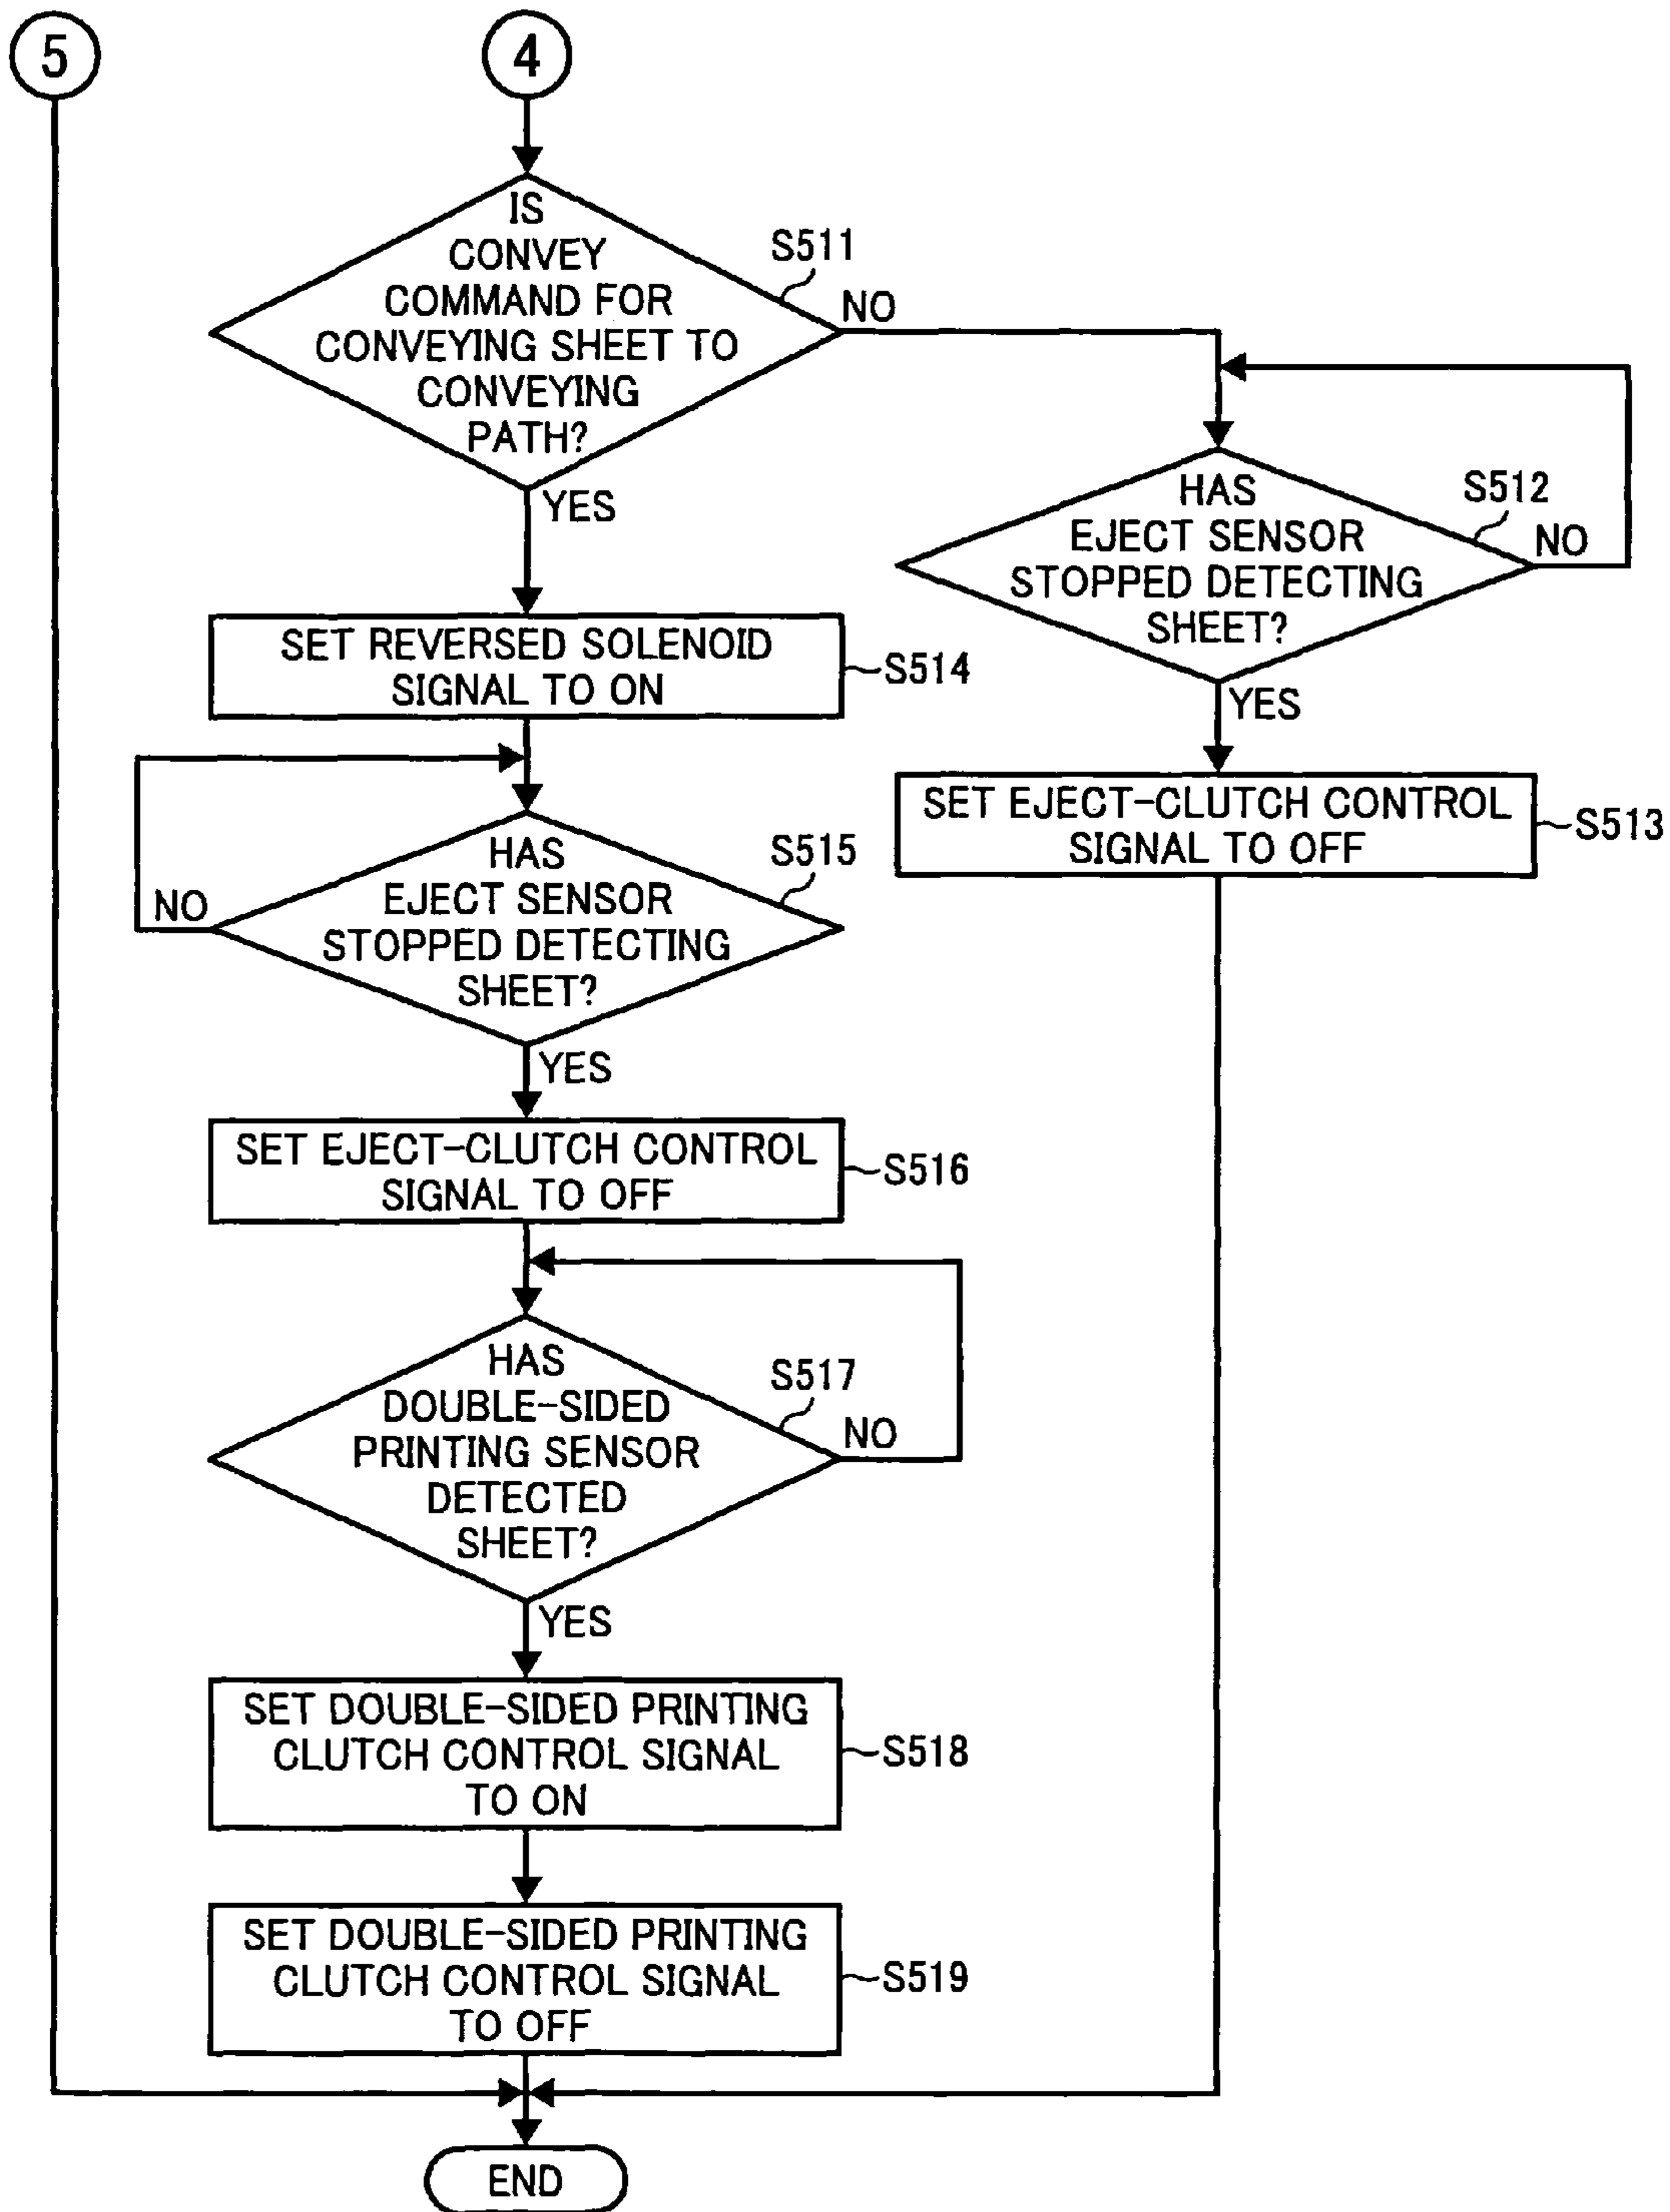 5
4
IS
CONVEY
COMMAND FOR
CONVEYING SHEET TO
CONVEYING
PATH?
S511
NO
YES
HAS
EJECT SENSOR
STOPPED DETECTING
SHEET?
S512
NO
YES
SET EJECT-CLUTCH CONTROL
SIGNAL TO OFF
S513
SET REVERSED SOLENOID
SIGNAL TO ON
S514
HAS
EJECT SENSOR
STOPPED DETECTING
SHEET?
S515
NO
YES
SET EJECT-CLUTCH CONTROL
SIGNAL TO OFF
S516
HAS
DOUBLE-SIDED
PRINTING SENSOR
DETECTED
SHEET?
S517
NO
YES
SET DOUBLE-SIDED PRINTING
CLUTCH CONTROL SIGNAL
TO ON
S518
SET DOUBLE-SIDED PRINTING
CLUTCH CONTROL SIGNAL
TO OFF
S519
END